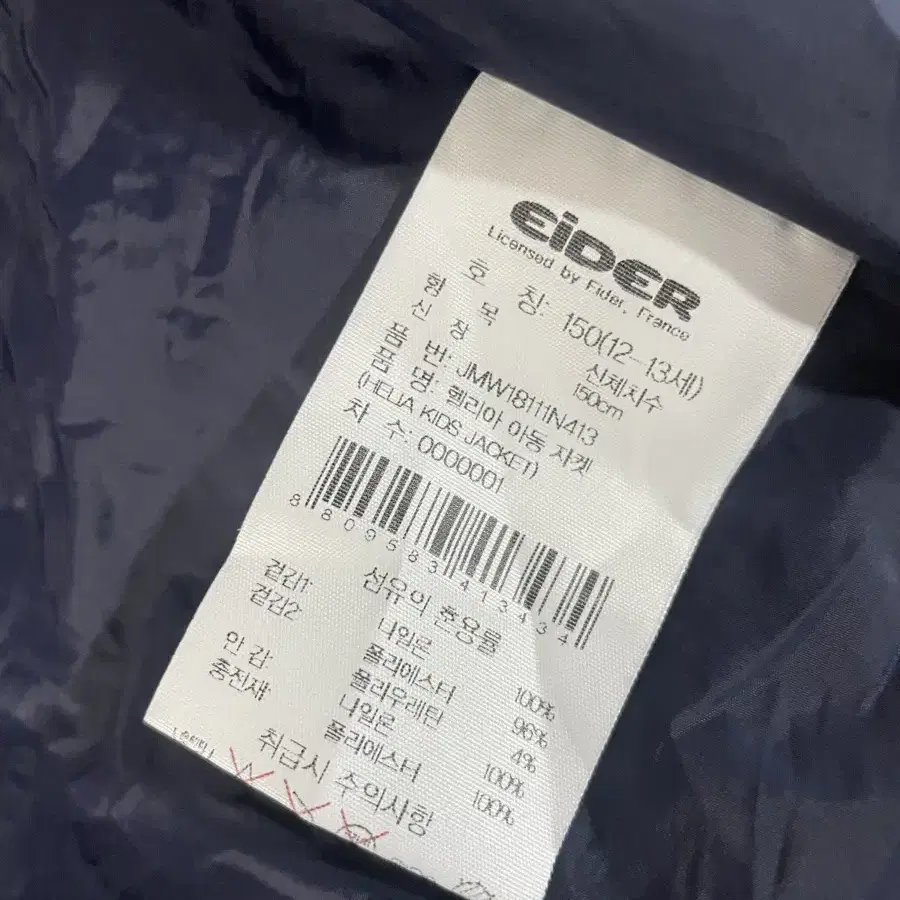 EiDER
Licensed by Eider, France
호 칭: 150(12-13세)
항 목 신체치수
신 장 150cm
품 번: JMW18111N413
품 명: 헬리아 아동 자켓
(HELIA KIDS JACKET)
차 수: 0000001
8809583413434
섬유의 혼용률
겉감1: 나일론 100%
겉감2 폴리에스터 96%
폴리우레탄 4%
안 감: 나일론 100%
충전재: 폴리에스터 100%
취급시 주의사항